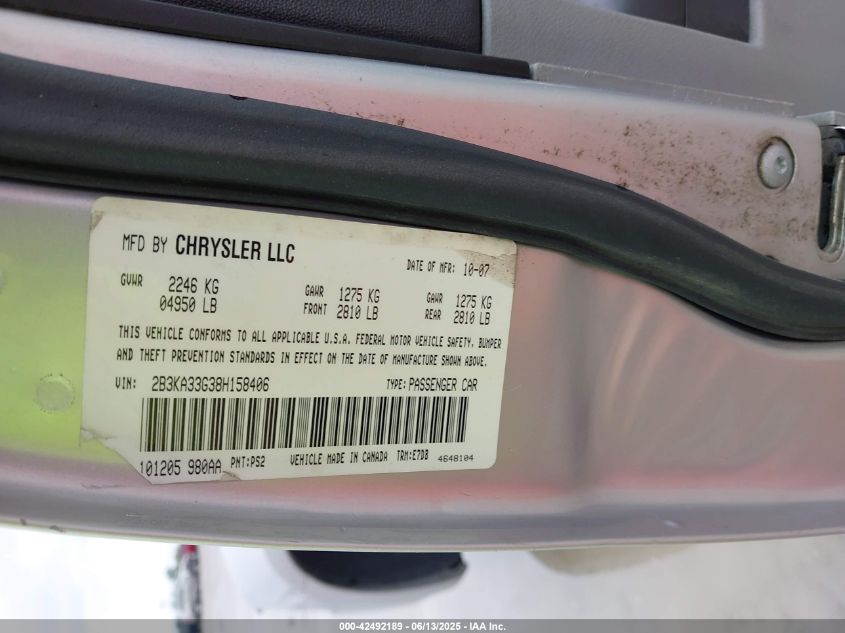 MFD BY CHRYSLER LLC
DATE OF MFR: 10-07
GVWR 2246 KG 04950 LB
GAWR FRONT 1275 KG 2810 LB
GAWR REAR 1275 KG 2810 LB
THIS VEHICLE CONFORMS TO ALL APPLICABLE U.S.A. FEDERAL MOTOR VEHICLE SAFETY, BUMPER
AND THEFT PREVENTION STANDARDS IN EFFECT ON THE DATE OF MANUFACTURE SHOWN ABOVE.
VIN: 2B3KA33G38H158406 TYPE: PASSENGER CAR
101205 980AA PNT:PS2 VEHICLE MADE IN CANADA TRM:E7DB 4648104
000-42492189 - 06/13/2025 - IAA Inc.